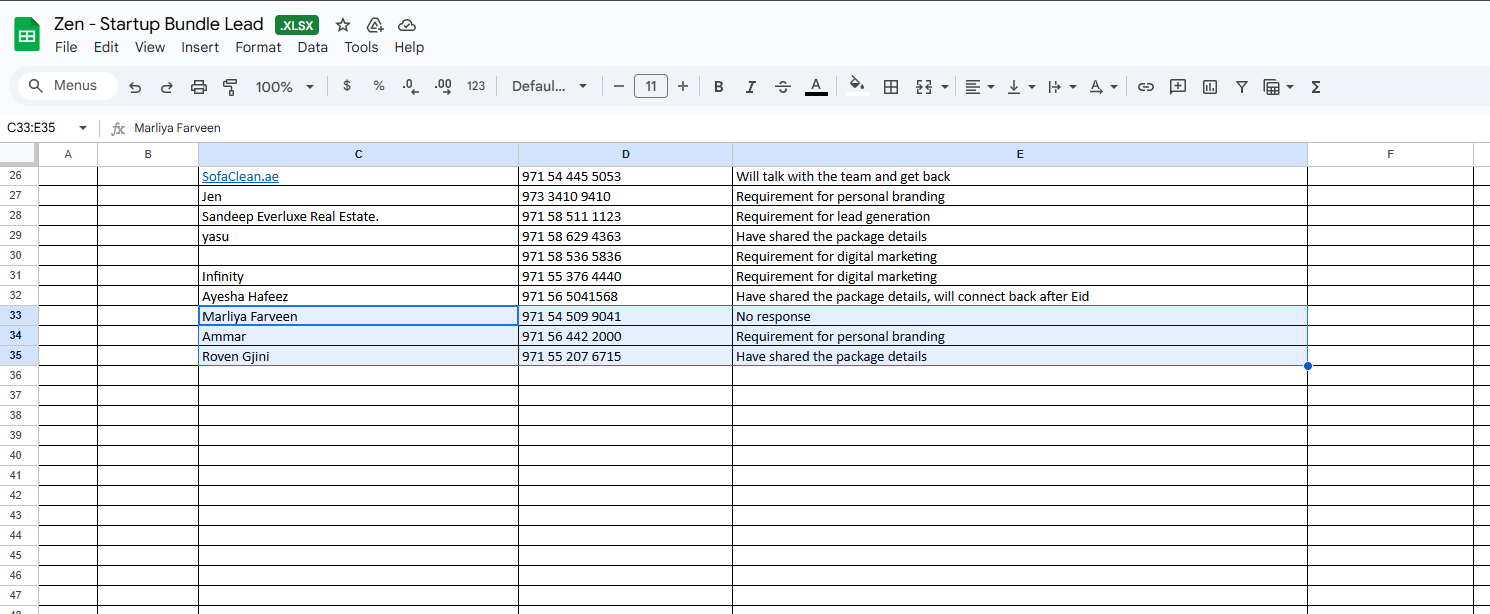 Zen - Startup Bundle Lead .XLSX
File Edit View Insert Format Data Tools Help
Menus 100% $ % .0 .00 123 Defaul... − 11 + B I A A Σ
C33:E35 fx Marliya Farveen
A B C D E F
26 SofaClean.ae 971 54 445 5053 Will talk with the team and get back
27 Jen 973 3410 9410 Requirement for personal branding
28 Sandeep Everluxe Real Estate. 971 58 511 1123 Requirement for lead generation
29 yasu 971 58 629 4363 Have shared the package details
30 971 58 536 5836 Requirement for digital marketing
31 Infinity 971 55 376 4440 Requirement for digital marketing
32 Ayesha Hafeez 971 56 5041568 Have shared the package details, will connect back after Eid
33 Marliya Farveen 971 54 509 9041 No response
34 Ammar 971 56 442 2000 Requirement for personal branding
35 Roven Gjini 971 55 207 6715 Have shared the package details
36
37
38
39
40
41
42
43
44
45
46
47